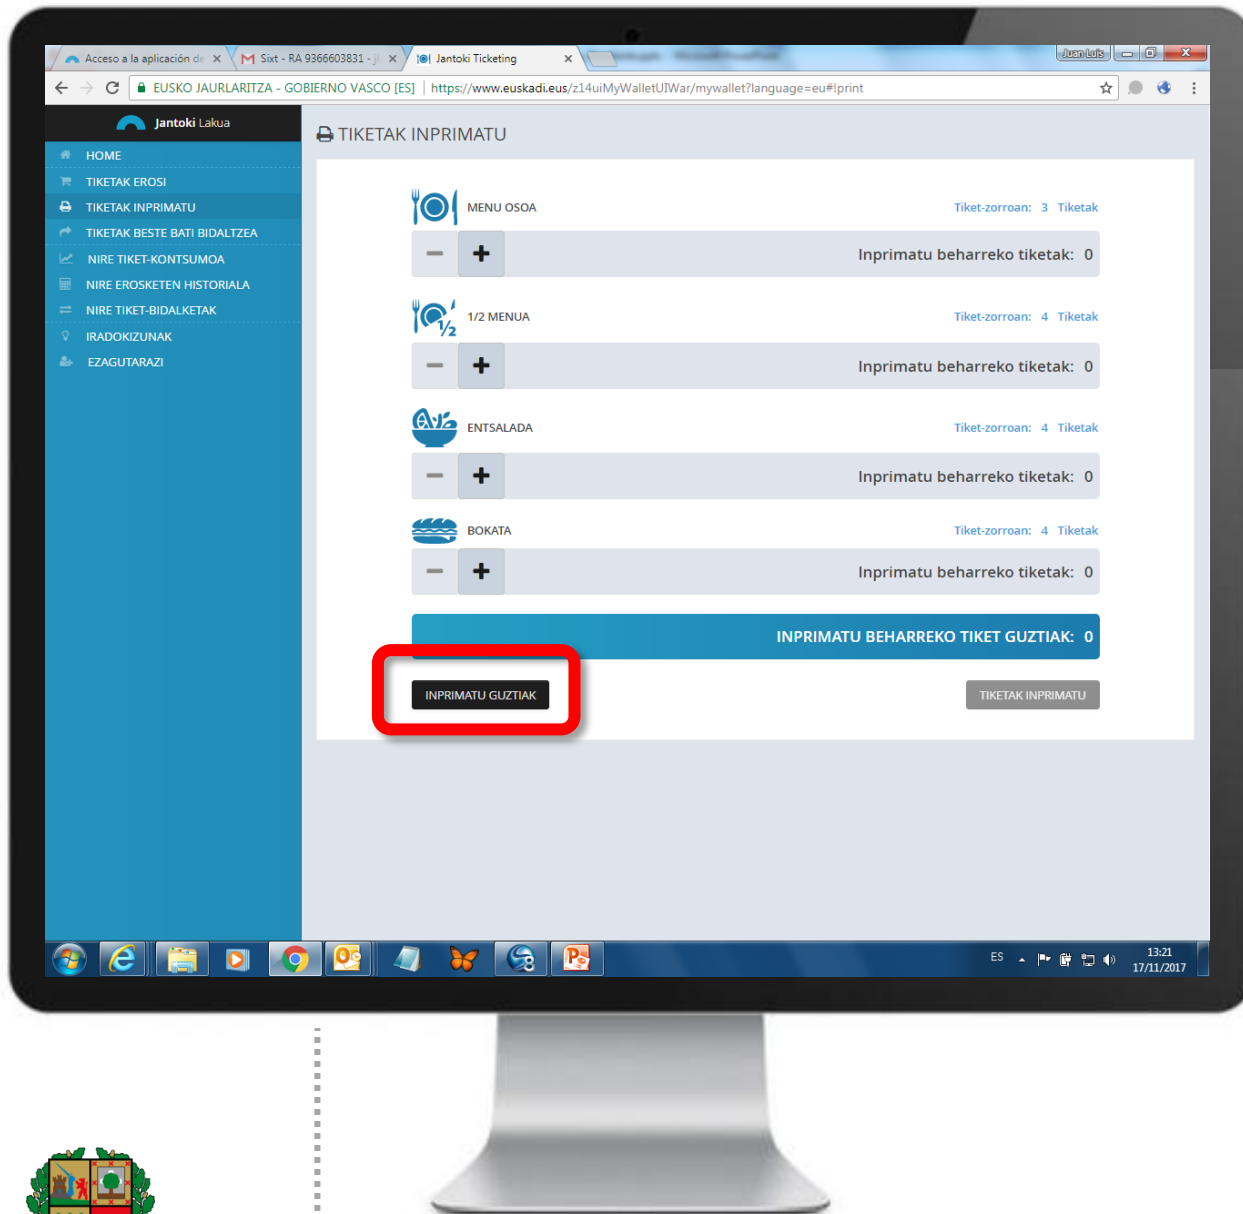 Acceso a la aplicación de
Sixt - RA 9366603831 - j
Jantoki Ticketing
Juan Luis
EUSKO JAURLARITZA - GOBIERNO VASCO [ES] | https://www.euskadi.eus/z14uiMyWalletUIWar/mywallet?language=eu#!print
Jantoki Lakua
HOME
TIKETAK EROSI
TIKETAK INPRIMATU
TIKETAK BESTE BATI BIDALTZEA
NIRE TIKET-KONTSUMOA
NIRE EROSKETEN HISTORIALA
NIRE TIKET-BIDALKETAK
IRADOKIZUNAK
EZAGUTARAZI
TIKETAK INPRIMATU
MENU OSOA
Tiket-zorroan: 3 Tiketak
Inprimatu beharreko tiketak: 0
1/2
1/2 MENUA
Tiket-zorroan: 4 Tiketak
Inprimatu beharreko tiketak: 0
ENTSALADA
Tiket-zorroan: 4 Tiketak
Inprimatu beharreko tiketak: 0
BOKATA
Tiket-zorroan: 4 Tiketak
Inprimatu beharreko tiketak: 0
INPRIMATU BEHARREKO TIKET GUZTIAK: 0
INPRIMATU GUZTIAK
TIKETAK INPRIMATU
ES
13:21
17/11/2017